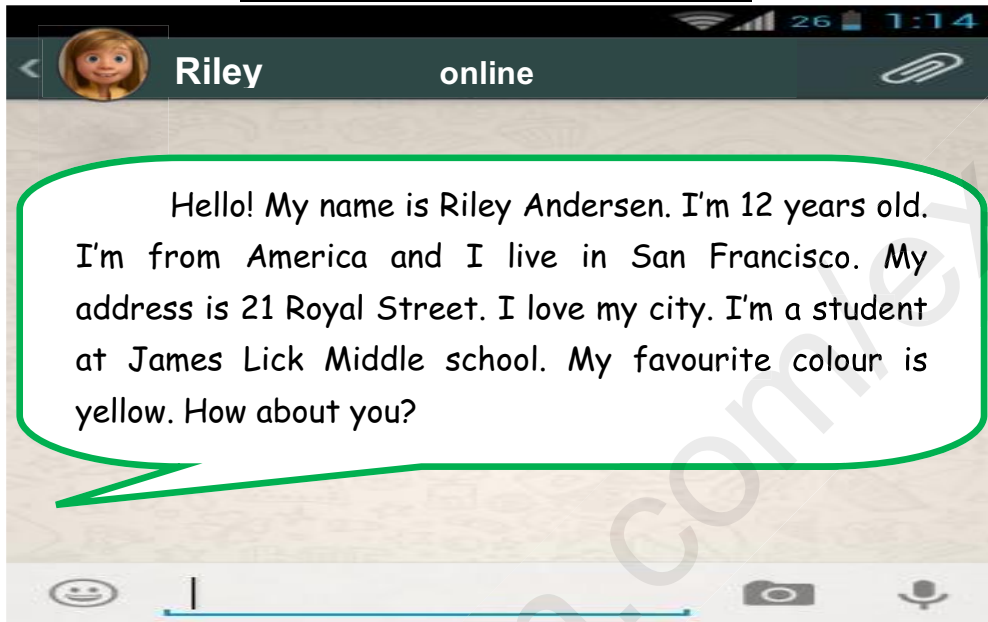 26 1:14
Riley online
Hello! My name is Riley Andersen. I'm 12 years old.
I'm from America and I live in San Francisco. My
address is 21 Royal Street. I love my city. I'm a student
at James Lick Middle school. My favourite colour is
yellow. How about you?